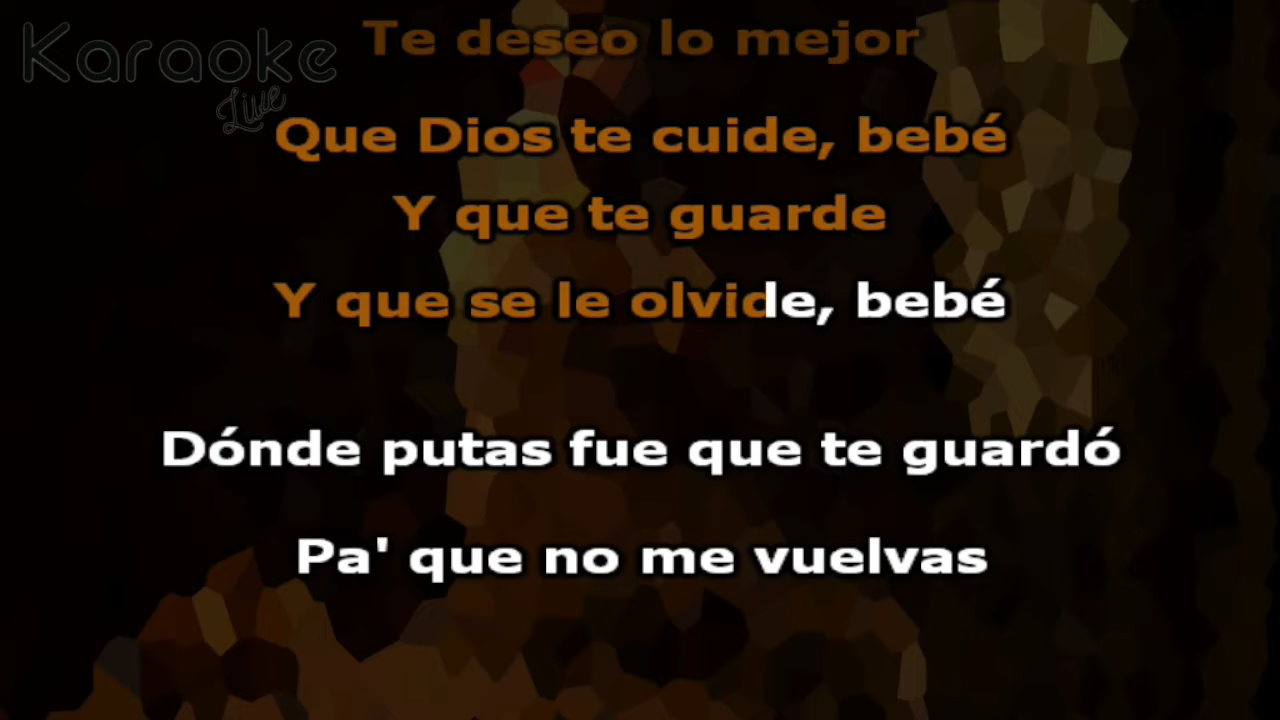 Karaoke
Live
Te deseo lo mejor
Que Dios te cuide, bebé
Y que te guarde
Y que se le olvide, bebé
Dónde putas fue que te guardó
Pa' que no me vuelvas